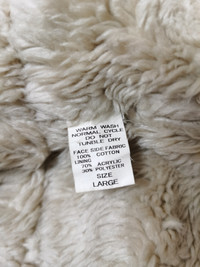 WARM WASH
NORMAL CYCLE
DO NOT
TUMBLE DRY
FACE SIDE FABRIC
100% COTTON
LINING
70% ACRYLIC
30% POLYESTER
SIZE
LARGE